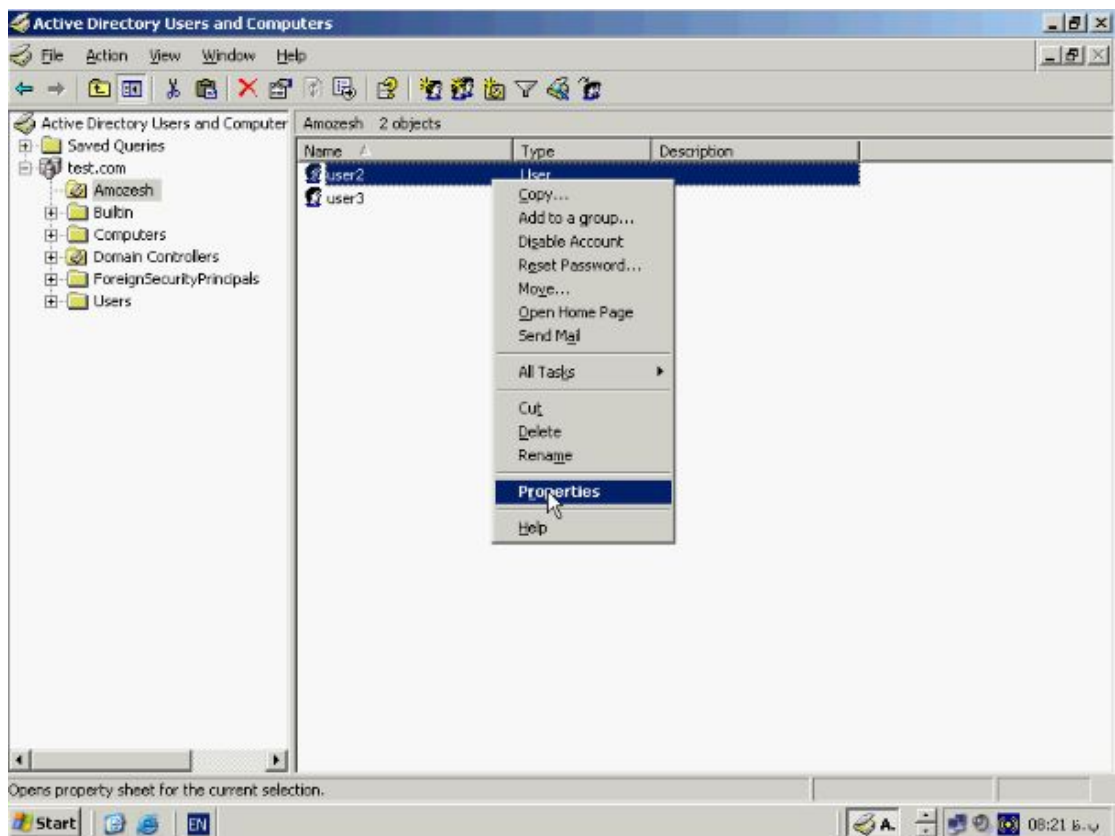 Active Directory Users and Computers
File Action View Window Help
Active Directory Users and Computer
Saved Queries
test.com
Amozesh
Builtin
Computers
Domain Controllers
ForeignSecurityPrincipals
Users
Amozesh 2 objects
Name Type Description
user2 User
user3
Copy...
Add to a group...
Disable Account
Reset Password...
Move...
Open Home Page
Send Mail
All Tasks
Cut
Delete
Rename
Properties
Help
Opens property sheet for the current selection.
Start EN A. 08:21